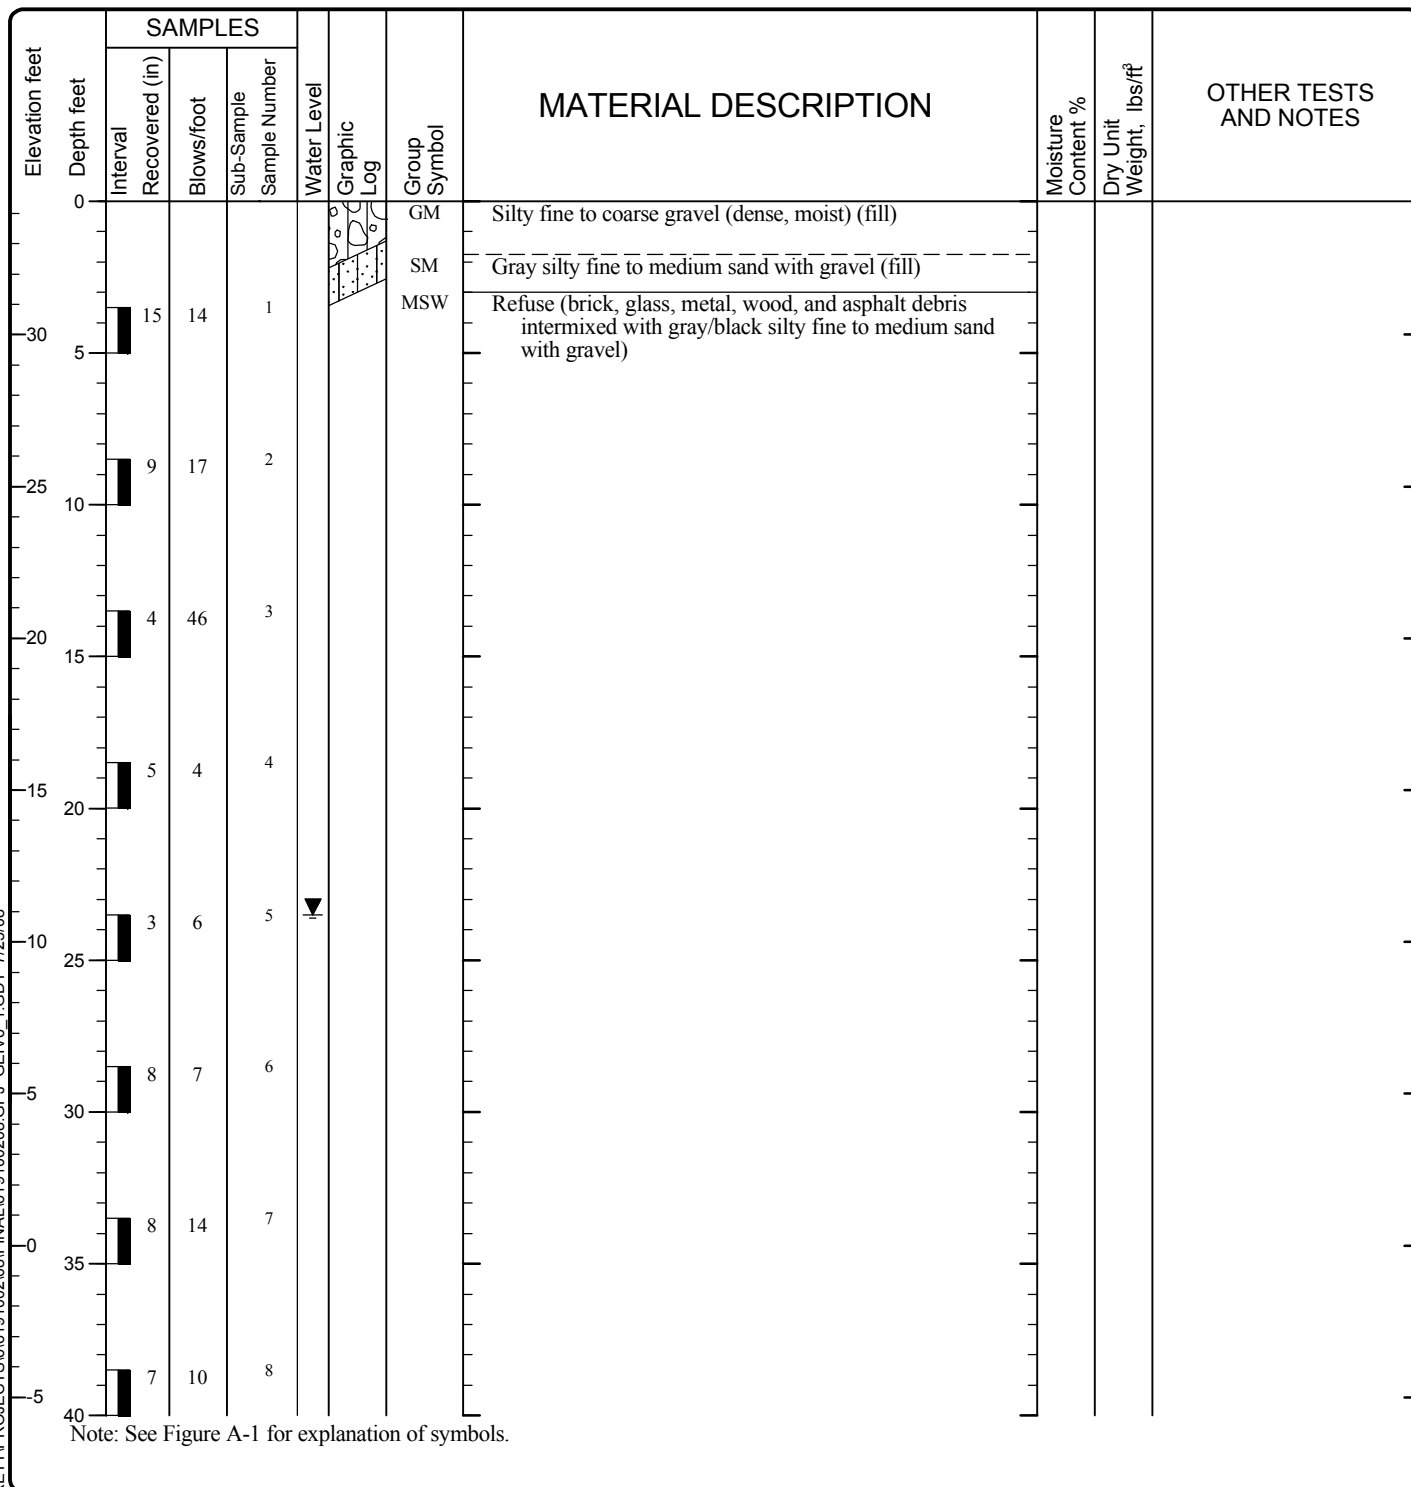 SAMPLES
Elevation feet
Depth feet
Interval
Recovered (in)
Blows/foot
Sub-Sample
Sample Number
Water Level
Graphic
Log
Group
Symbol
MATERIAL DESCRIPTION
Moisture
Content %
Dry Unit
Weight, lbs/ft³
OTHER TESTS
AND NOTES
0
GM Silty fine to coarse gravel (dense, moist) (fill)
SM Gray silty fine to medium sand with gravel (fill)
MSW Refuse (brick, glass, metal, wood, and asphalt debris
intermixed with gray/black silty fine to medium sand
with gravel)
15 14 1
30
5
9 17 2
25
10
4 46 3
20
15
5 4 4
15
20
3 6 5
10
25
8 7 6
5
30
8 14 7
0
35
7 10 8
-5
40
Note: See Figure A-1 for explanation of symbols.